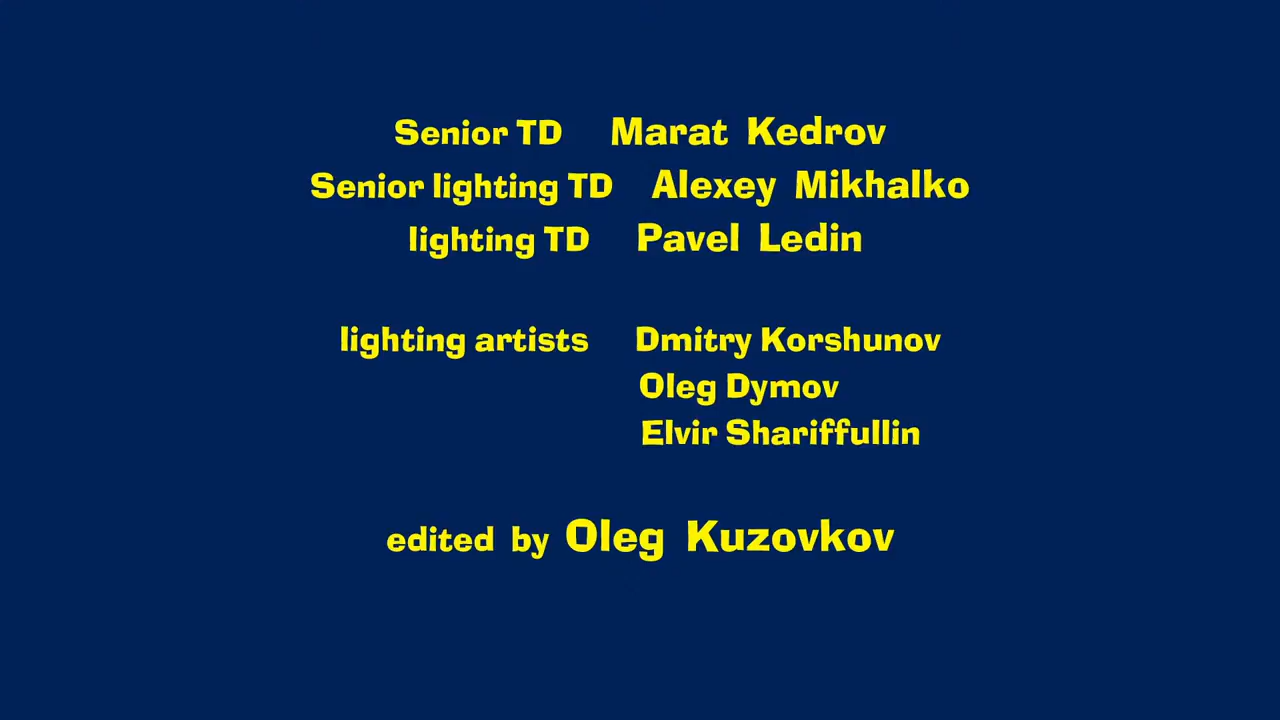 Senior TD Marat Kedrov
Senior lighting TD Alexey Mikhalko
lighting TD Pavel Ledin
lighting artists Dmitry Korshunov
Oleg Dymov
Elvir Shariffullin
edited by Oleg Kuzovkov